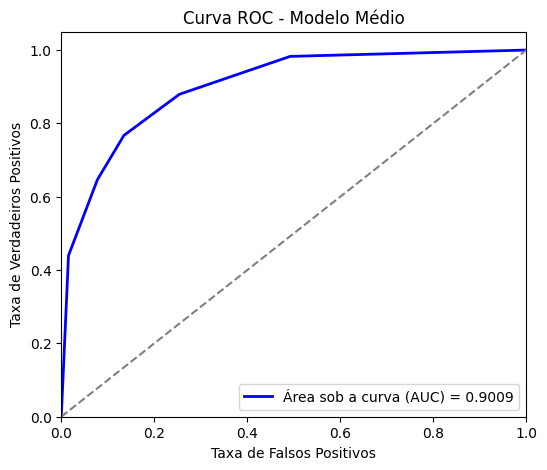 Curva ROC - Modelo Médio
Taxa de Verdadeiros Positivos
1.0
0.8
0.6
0.4
0.2
0.0
Área sob a curva (AUC) = 0.9009
0.0 0.2 0.4 0.6 0.8 1.0
Taxa de Falsos Positivos